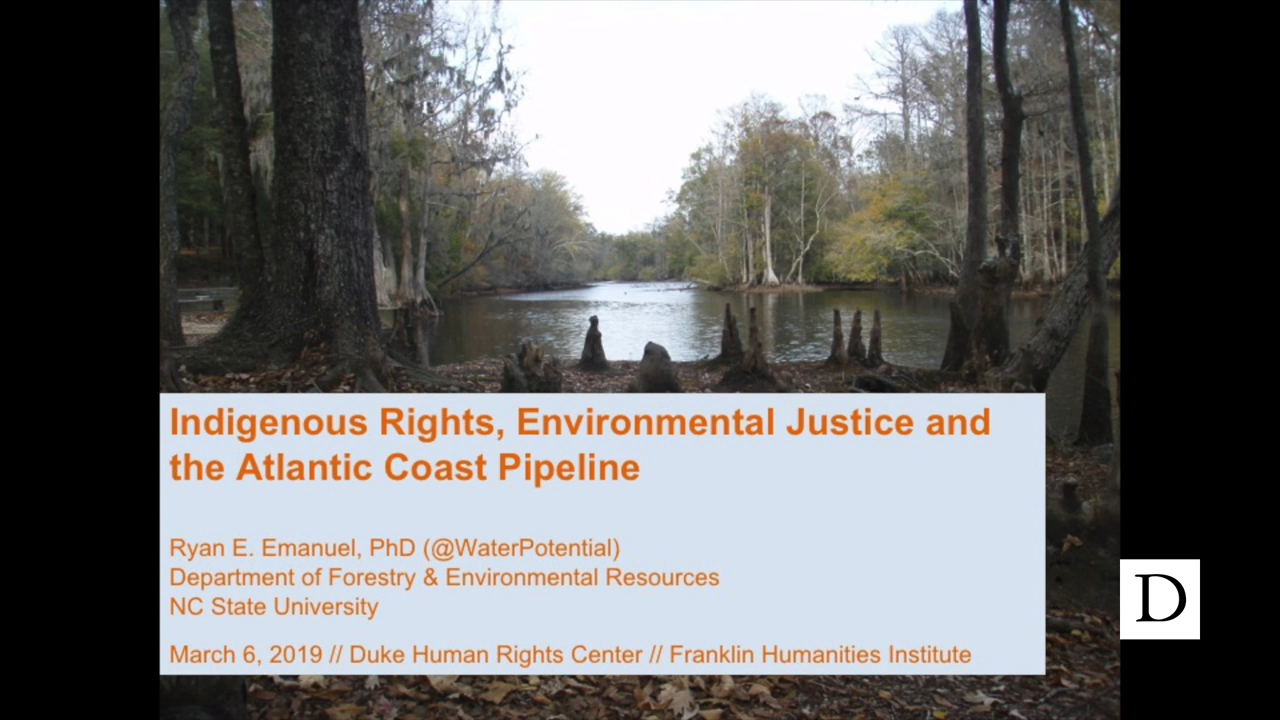 Indigenous Rights, Environmental Justice and
the Atlantic Coast Pipeline
Ryan E. Emanuel, PhD (@WaterPotential)
Department of Forestry & Environmental Resources
NC State University
March 6, 2019 // Duke Human Rights Center // Franklin Humanities Institute
D